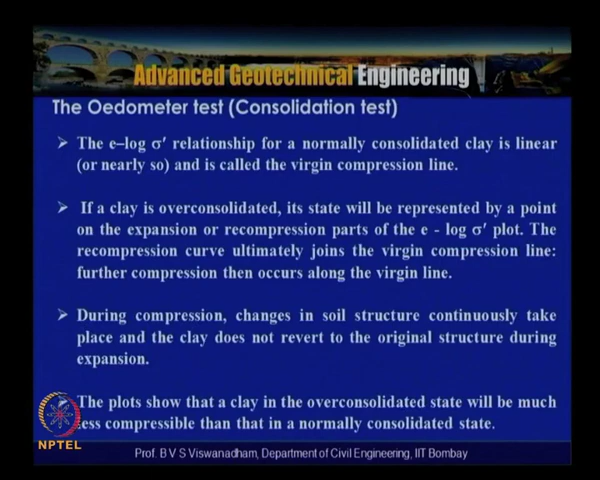 Advanced Geotechnical Engineering
The Oedometer test (Consolidation test)
➢ The e–log σ′ relationship for a normally consolidated clay is linear
(or nearly so) and is called the virgin compression line.
➢ If a clay is overconsolidated, its state will be represented by a point
on the expansion or recompression parts of the e - log σ′ plot. The
recompression curve ultimately joins the virgin compression line:
further compression then occurs along the virgin line.
➢ During compression, changes in soil structure continuously take
place and the clay does not revert to the original structure during
expansion.
The plots show that a clay in the overconsolidated state will be much
less compressible than that in a normally consolidated state.
NPTEL
Prof. B V S Viswanadham, Department of Civil Engineering, IIT Bombay